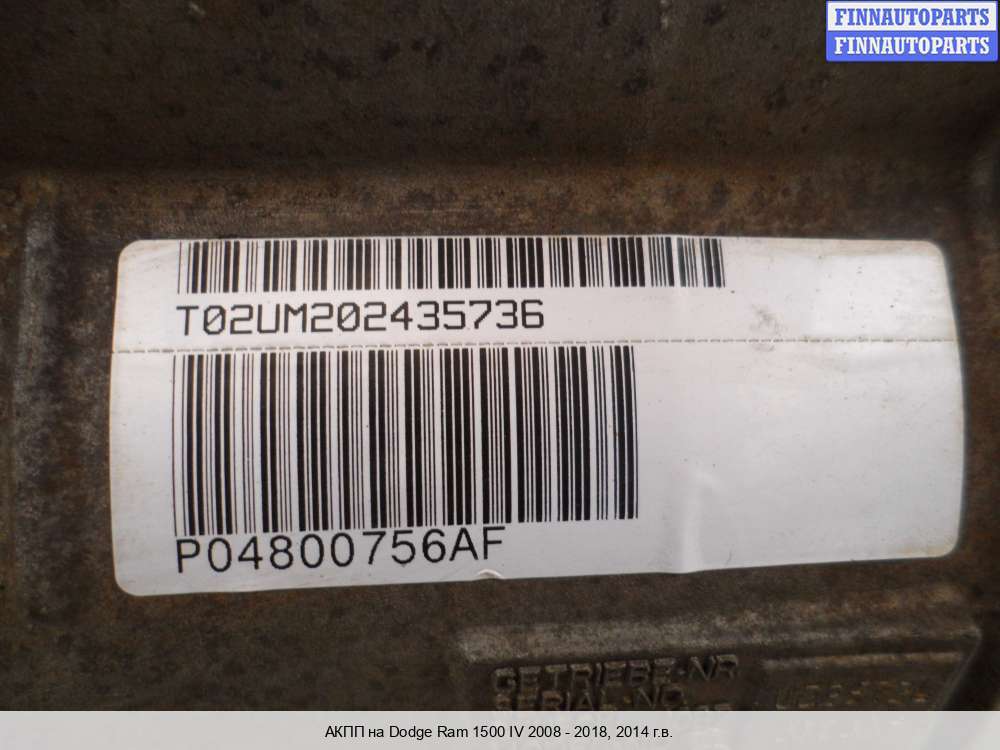 FINNAUTOPARTS
FINNAUTOPARTS
T02UM202435736
P04800756AF
GETRIEBE-NR
SERIAL-NO.
АКПП на Dodge Ram 1500 IV 2008 - 2018, 2014 г.в.